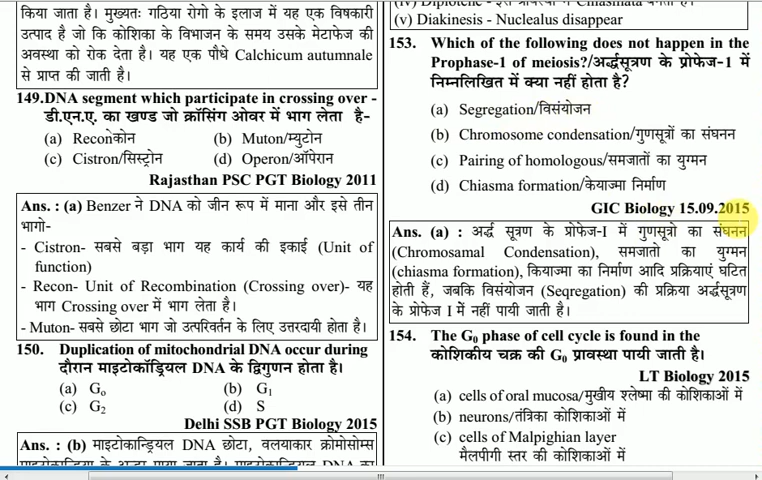 किया जाता है। मुख्यतः गठिया रोगो के इलाज में यह एक विषकारी
उत्पाद है जो कि कोशिका के विभाजन के समय उसके मेटाफेज की
अवस्था को रोक देता है। यह एक पौधे Calchicum autumnale
से प्राप्त की जाती है।
149.DNA segment which participate in crossing over -
डी.एन.ए. का खण्ड जो क्रॉसिंग ओवर में भाग लेता है-
(a) Reconकोन (b) Muton/म्युटोन
(c) Cistron/सिस्ट्रोन (d) Operon/ऑपेरान
Rajasthan PSC PGT Biology 2011
Ans. : (a) Benzer ने DNA को जीन रूप में माना और इसे तीन
भागो-
- Cistron- सबसे बड़ा भाग यह कार्य की इकाई (Unit of
function)
- Recon- Unit of Recombination (Crossing over)- यह
भाग Crossing over में भाग लेता है।
- Muton- सबसे छोटा भाग जो उत्परिवर्तन के लिए उत्तरदायी होता है।
150. Duplication of mitochondrial DNA occur during
दौरान माइटोकॉड्रियल DNA के द्विगुणन होता है।
(a) Go (b) G1
(c) G2 (d) S
Delhi SSB PGT Biology 2015
Ans. : (b) माइटोकान्ड्रियल DNA छोटा, वलयाकार क्रोमोसोम्स
(v) Diakinesis - Nuclealus disappear
153. Which of the following does not happen in the
Prophase-1 of meiosis?/अर्द्धसूत्रण के प्रोफेज-1 में
निम्नलिखित में क्या नहीं होता है?
(a) Segregation/विसंयोजन
(b) Chromosome condensation/गुणसूत्रों का संघनन
(c) Pairing of homologous/समजातों का युग्मन
(d) Chiasma formation/केयाज्मा निर्माण
GIC Biology 15.09.2015
Ans. (a) : अर्द्ध सूत्रण के प्रोफेज-I में गुणसूत्रो का संघनन
(Chromosamal Condensation), समजातो का युग्मन
(chiasma formation), कियाज्मा का निर्माण आदि प्रक्रियाएं घटित
होती हैं, जबकि विसंयोजन (Seqregation) की प्रक्रिया अर्द्धसूत्रण
के प्रोफेज I में नहीं पायी जाती है।
154. The G0 phase of cell cycle is found in the
कोशिकीय चक्र की G0 प्रावस्था पायी जाती है।
LT Biology 2015
(a) cells of oral mucosa/मुखीय श्लेष्मा की कोशिकाओं में
(b) neurons/तंत्रिका कोशिकाओं में
(c) cells of Malpighian layer
मैलपीगी स्तर की कोशिकाओं में